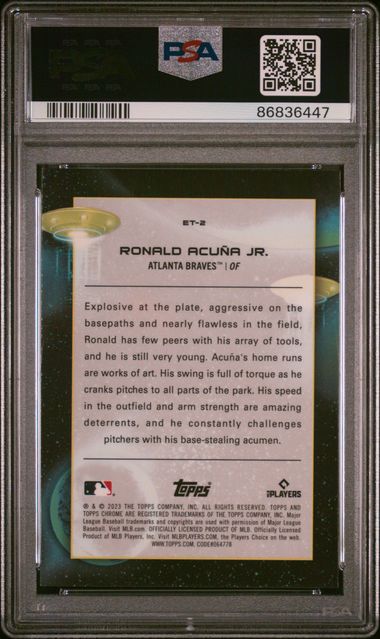 PSA
86836447
ET-2
RONALD ACUÑA JR.
ATLANTA BRAVES™ | OF
Explosive at the plate, aggressive on the
basepaths and nearly flawless in the field,
Ronald has few peers with his array of tools,
and he is still very young. Acuña's home runs
are works of art. His swing is full of torque as he
cranks pitches to all parts of the park. His speed
in the outfield and arm strength are amazing
deterrents, and he constantly challenges
pitchers with his base-stealing acumen.
Topps
PLAYERS
® & © 2023 THE TOPPS COMPANY, INC. ALL RIGHTS RESERVED. TOPPS AND
TOPPS CHROME ARE REGISTERED TRADEMARKS OF THE TOPPS COMPANY, INC. Major
League Baseball trademarks and copyrights are used with permission of Major League
Baseball. Visit MLB.com. OFFICIALLY LICENSED PRODUCT OF MLB Players, Inc. Officially Licensed
Product of MLB Players, Inc. Visit MLBPLAYERS.com, the Players Choice on the web.
WWW.TOPPS.COM, CODE#064778
PSA